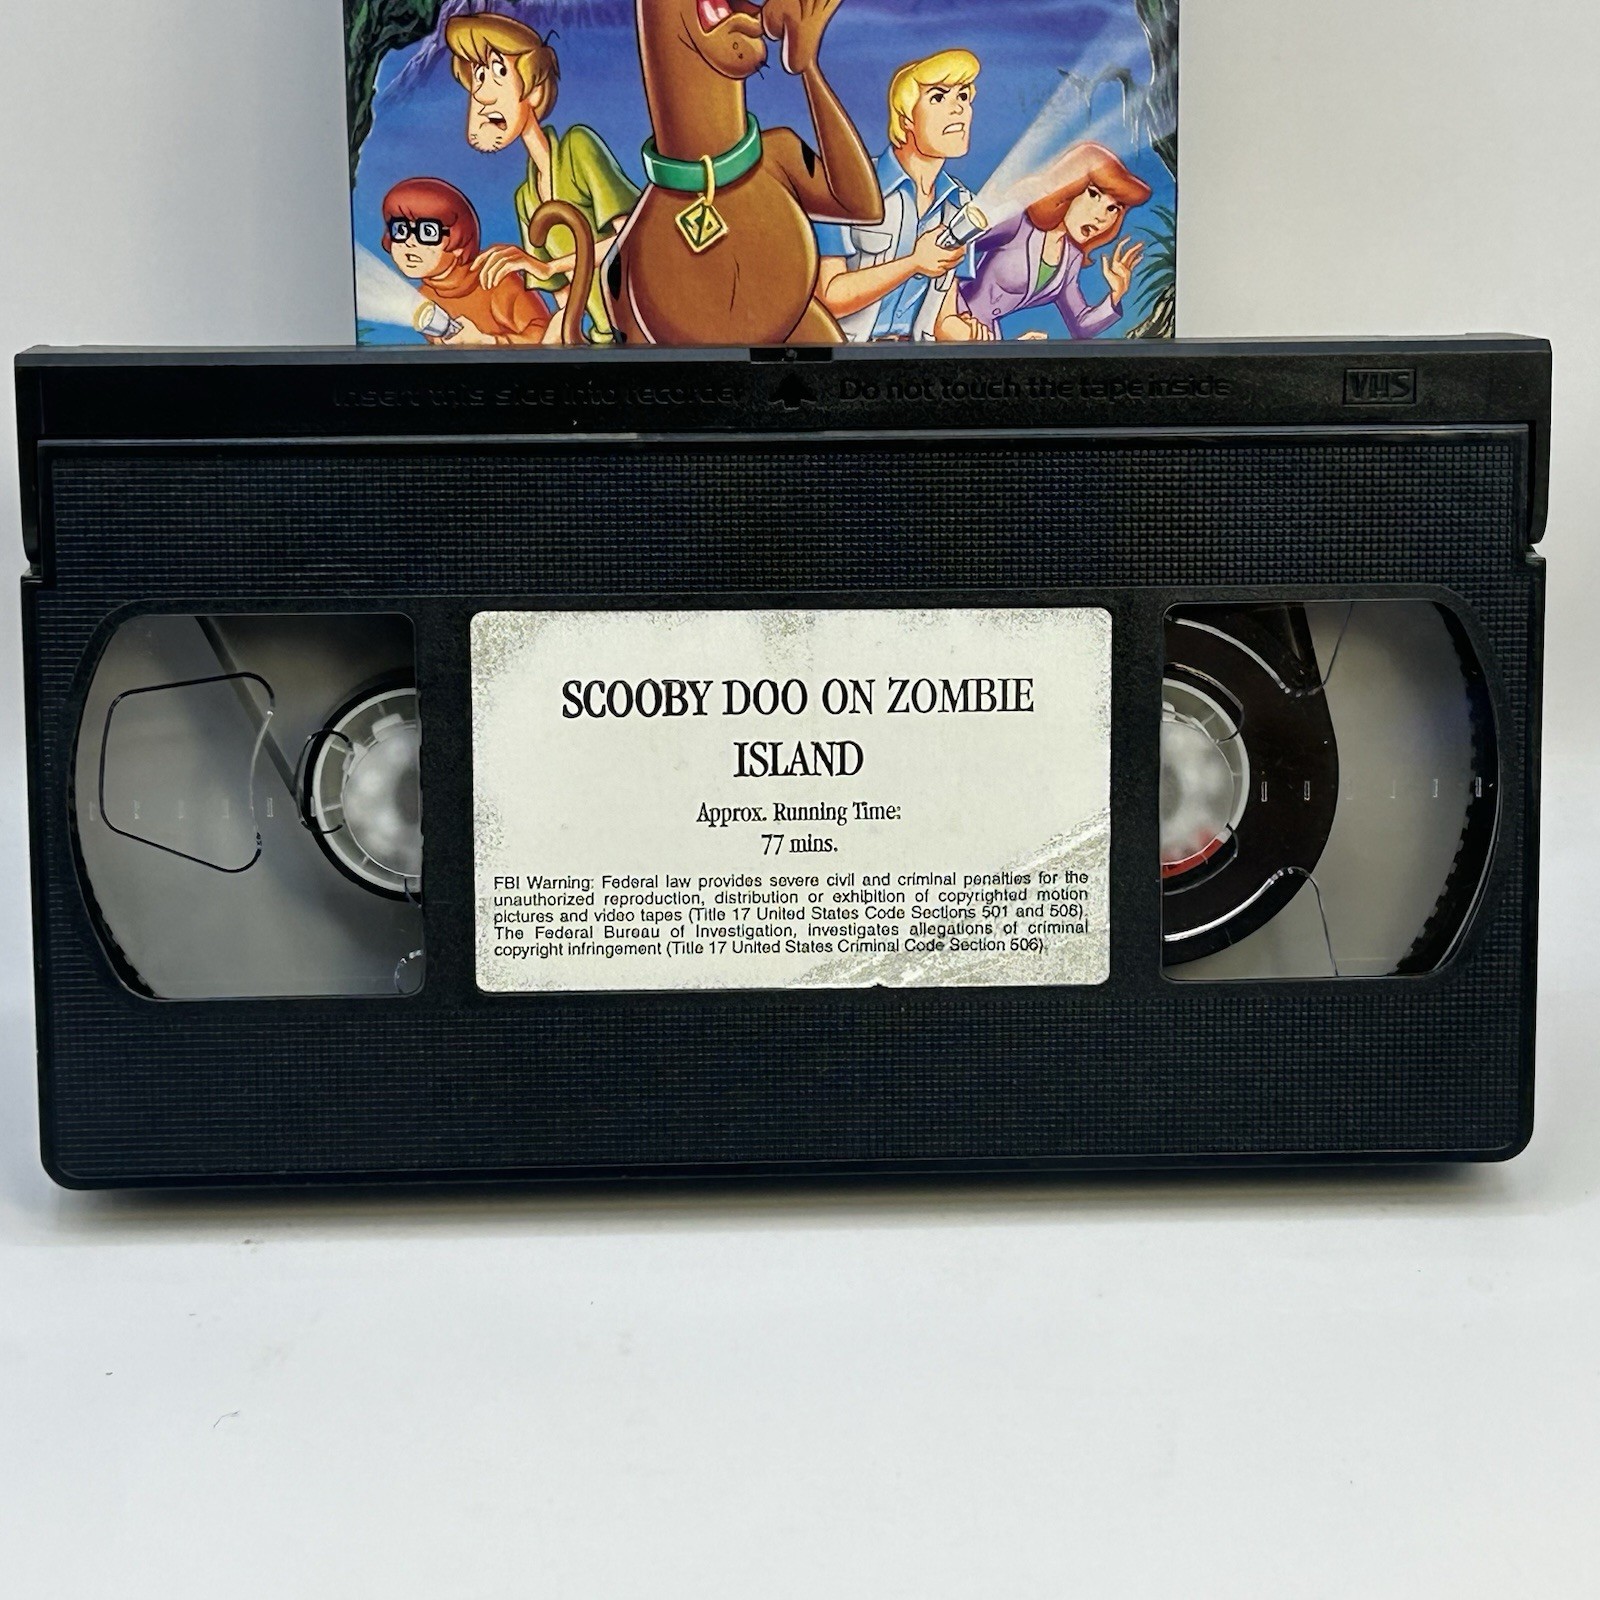 Insert this side into recorder Do not touch the tape inside VHS
SCOOBY DOO ON ZOMBIE
ISLAND
Approx. Running Time:
77 mins.
FBI Warning: Federal law provides severe civil and criminal penalties for the
unauthorized reproduction, distribution or exhibition of copyrighted motion
pictures and video tapes (Title 17 United States Code Sections 501 and 508).
The Federal Bureau of Investigation, investigates allegations of criminal
copyright infringement (Title 17 United States Criminal Code Section 506).